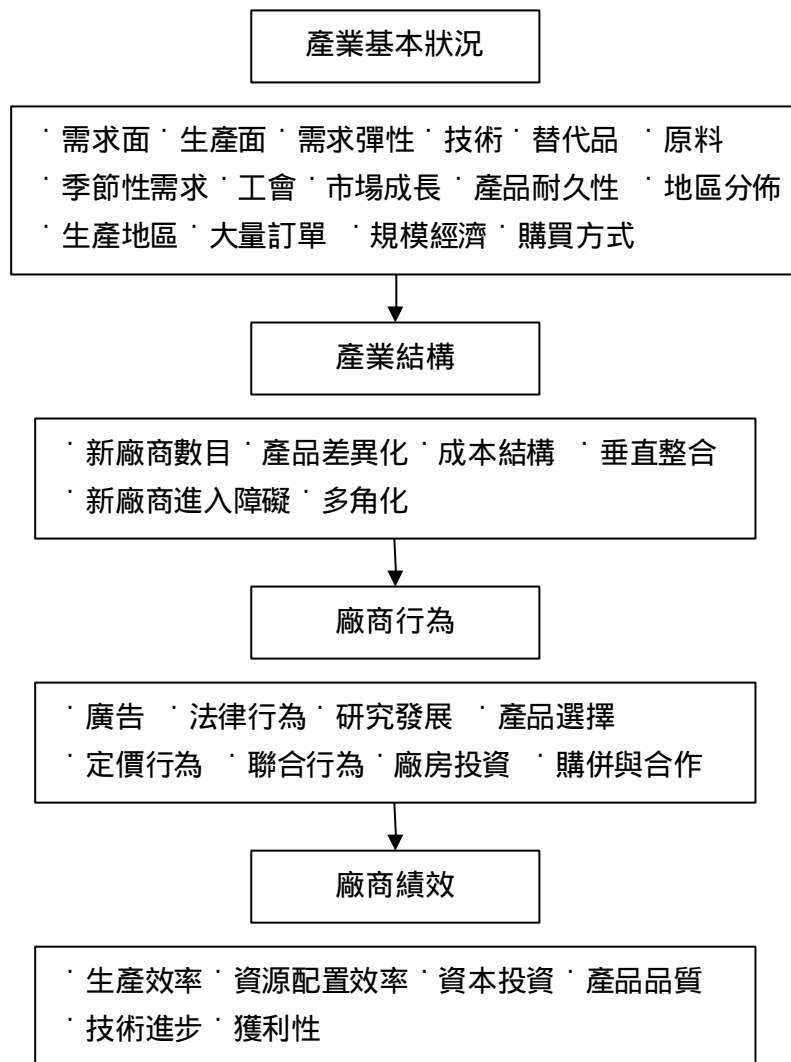 產業基本狀況
˙需求面 ˙生產面 ˙需求彈性 ˙技術 ˙替代品 ˙原料
˙季節性需求 ˙工會 ˙市場成長 ˙產品耐久性 ˙地區分佈
˙生產地區 ˙大量訂單 ˙規模經濟 ˙購買方式
產業結構
˙新廠商數目 ˙產品差異化 ˙成本結構 ˙垂直整合
˙新廠商進入障礙 ˙多角化
廠商行為
˙廣告 ˙法律行為 ˙研究發展 ˙產品選擇
˙定價行為 ˙聯合行為 ˙廠房投資 ˙購併與合作
廠商績效
˙生產效率 ˙資源配置效率 ˙資本投資 ˙產品品質
˙技術進步 ˙獲利性